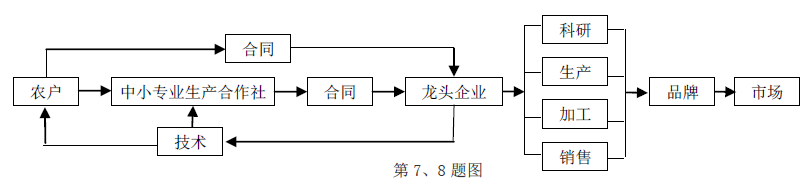 合同
科研
农户
中小专业生产合作社
合同
龙头企业
生产
品牌
市场
加工
技术
销售
第 7、8 题图